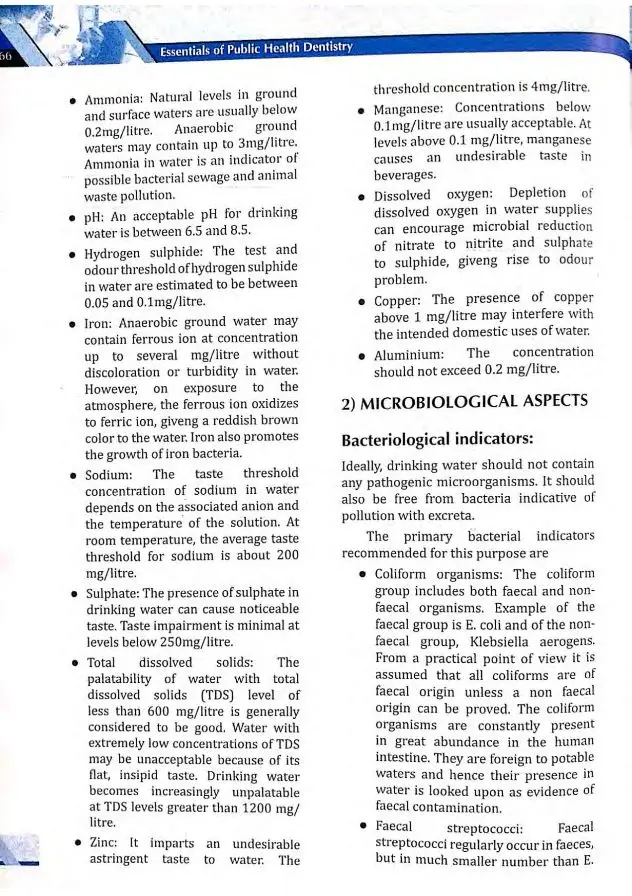 66
Essentials of Public Health Dentistry
• Ammonia: Natural levels in ground
and surface waters are usually below
0.2mg/litre. Anaerobic ground
waters may contain up to 3mg/litre.
Ammonia in water is an indicator of
possible bacterial sewage and animal
waste pollution.
• pH: An acceptable pH for drinking
water is between 6.5 and 8.5.
• Hydrogen sulphide: The test and
odour threshold of hydrogen sulphide
in water are estimated to be between
0.05 and 0.1mg/litre.
• Iron: Anaerobic ground water may
contain ferrous ion at concentration
up to several mg/litre without
discoloration or turbidity in water.
However, on exposure to the
atmosphere, the ferrous ion oxidizes
to ferric ion, giveng a reddish brown
color to the water. Iron also promotes
the growth of iron bacteria.
• Sodium: The taste threshold
concentration of sodium in water
depends on the associated anion and
the temperature of the solution. At
room temperature, the average taste
threshold for sodium is about 200
mg/litre.
• Sulphate: The presence of sulphate in
drinking water can cause noticeable
taste. Taste impairment is minimal at
levels below 250mg/litre.
• Total dissolved solids: The
palatability of water with total
dissolved solids (TDS) level of
less than 600 mg/litre is generally
considered to be good. Water with
extremely low concentrations of TDS
may be unacceptable because of its
flat, insipid taste. Drinking water
becomes increasingly unpalatable
at TDS levels greater than 1200 mg/
litre.
• Zinc: It imparts an undesirable
astringent taste to water. The
threshold concentration is 4mg/litre.
• Manganese: Concentrations below
0.1mg/litre are usually acceptable. At
levels above 0.1 mg/litre, manganese
causes an undesirable taste in
beverages.
• Dissolved oxygen: Depletion of
dissolved oxygen in water supplies
can encourage microbial reduction
of nitrate to nitrite and sulphate
to sulphide, giveng rise to odour
problem.
• Copper: The presence of copper
above 1 mg/litre may interfere with
the intended domestic uses of water.
• Aluminium: The concentration
should not exceed 0.2 mg/litre.
2) MICROBIOLOGICAL ASPECTS
Bacteriological indicators:
Ideally, drinking water should not contain
any pathogenic microorganisms. It should
also be free from bacteria indicative of
pollution with excreta.
The primary bacterial indicators
recommended for this purpose are
• Coliform organisms: The coliform
group includes both faecal and non-
faecal organisms. Example of the
faecal group is E. coli and of the non-
faecal group, Klebsiella aerogens.
From a practical point of view it is
assumed that all coliforms are of
faecal origin unless a non faecal
origin can be proved. The coliform
organisms are constantly present
in great abundance in the human
intestine. They are foreign to potable
waters and hence their presence in
water is looked upon as evidence of
faecal contamination.
• Faecal streptococci: Faecal
streptococci regularly occur in faeces,
but in much smaller number than E.